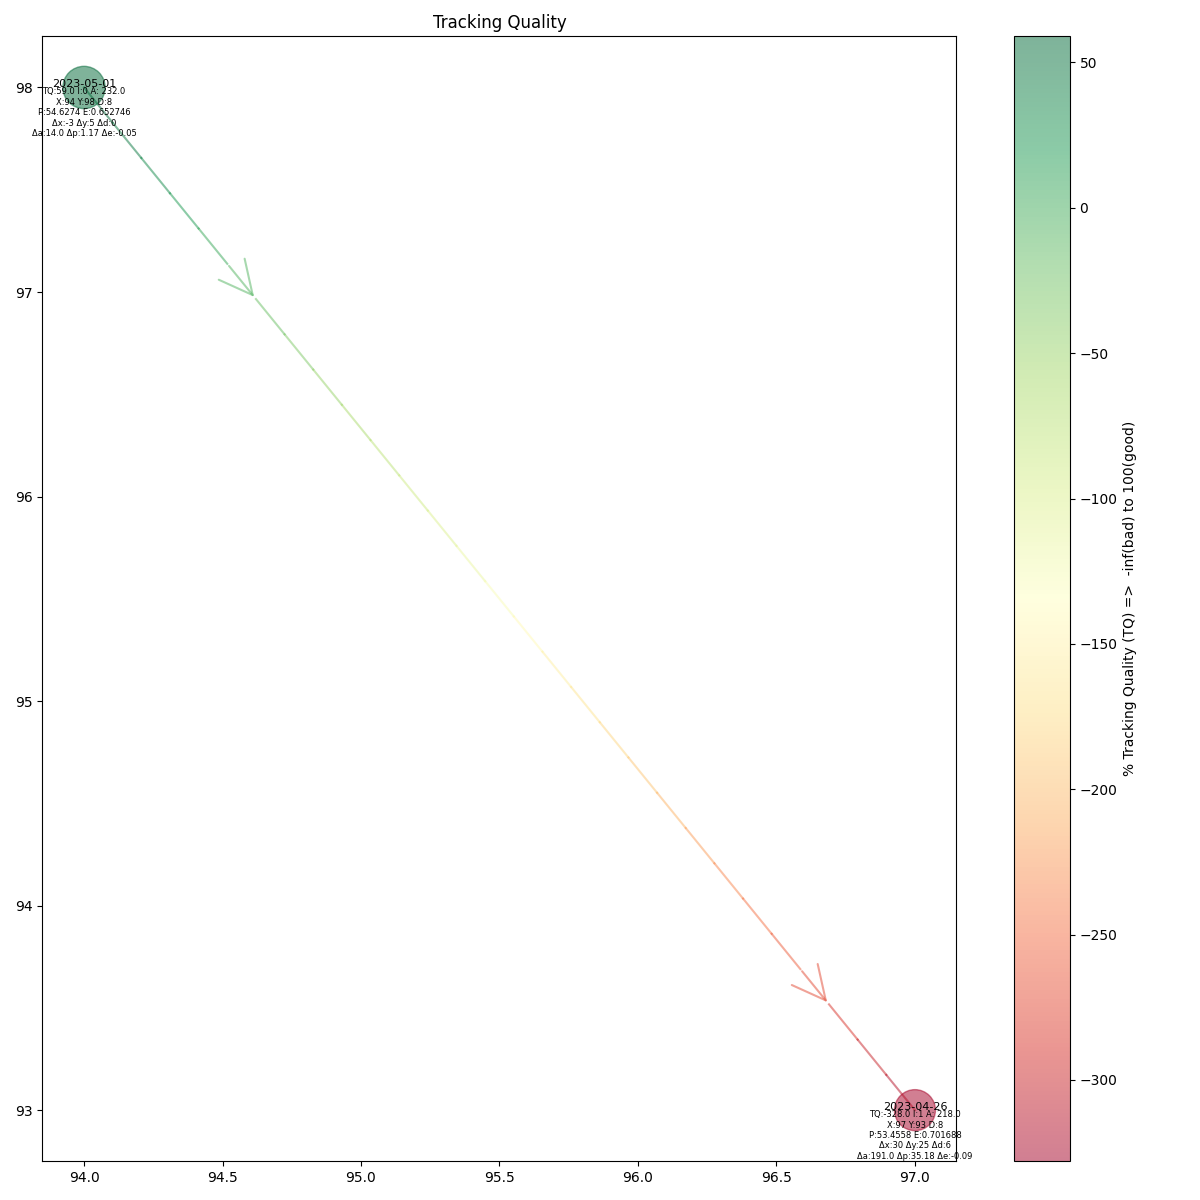 Tracking Quality
98
97
96
95
94
93
94.0
94.5
95.0
95.5
96.0
96.5
97.0
2023-05-01
TQ:59.0 I:0 A: 232.0
X:94 Y:98 D:8
P:54.6274 E:0.652746
Δx:-3 Δy:5 Δd:0
Δa:14.0 Δp:1.17 Δe:-0.05
2023-04-26
TQ:-328.0 I:1 A: 218.0
X:97 Y:93 D:8
P:53.4558 E:0.701688
Δx:30 Δy:25 Δd:6
Δa:191.0 Δp:35.18 Δe:-0.09
50
0
−50
−100
−150
−200
−250
−300
% Tracking Quality (TQ) => -inf(bad) to 100(good)